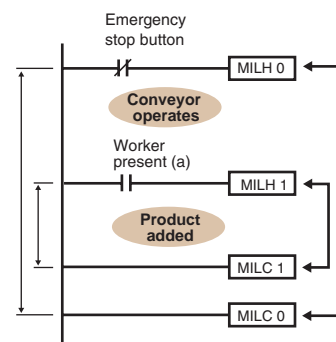 Emergency
stop button
MILH 0
Conveyor
operates
Worker
present (a)
MILH 1
Product
added
MILC 1
MILC 0